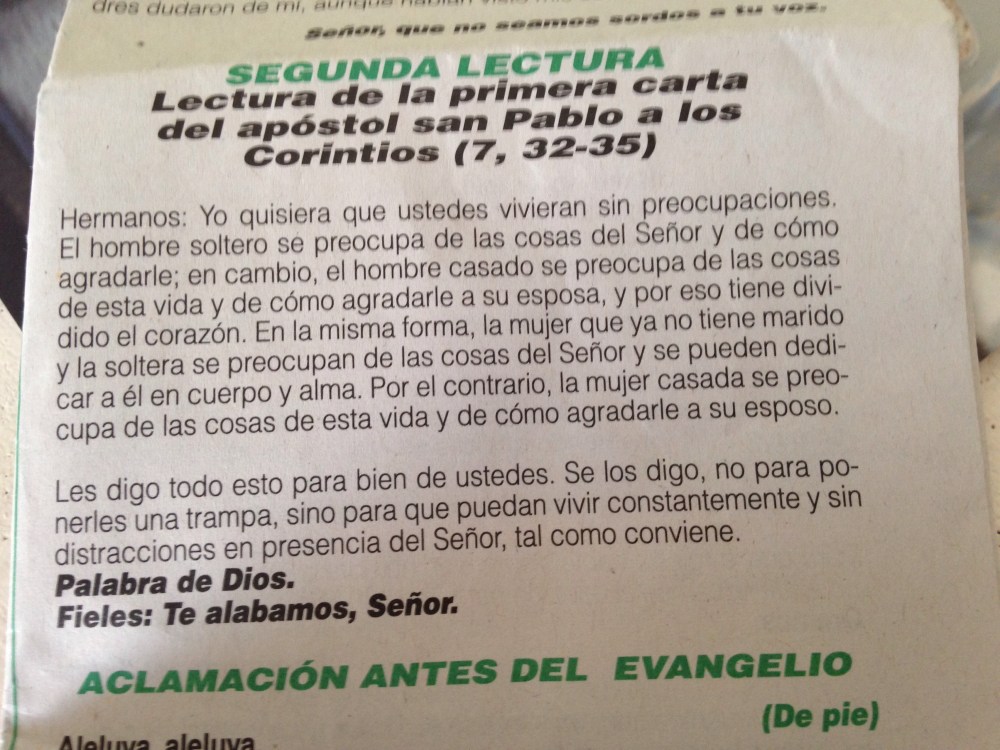 dres dudaron de mí, aunque habían visto mis
Señor, que no seamos sordos a tu voz.
SEGUNDA LECTURA
Lectura de la primera carta
del apóstol san Pablo a los
Corintios (7, 32-35)
Hermanos: Yo quisiera que ustedes vivieran sin preocupaciones.
El hombre soltero se preocupa de las cosas del Señor y de cómo
agradarle; en cambio, el hombre casado se preocupa de las cosas
de esta vida y de cómo agradarle a su esposa, y por eso tiene divi-
dido el corazón. En la misma forma, la mujer que ya no tiene marido
y la soltera se preocupan de las cosas del Señor y se pueden dedi-
car a él en cuerpo y alma. Por el contrario, la mujer casada se preo-
cupa de las cosas de esta vida y de cómo agradarle a su esposo.
Les digo todo esto para bien de ustedes. Se los digo, no para po-
nerles una trampa, sino para que puedan vivir constantemente y sin
distracciones en presencia del Señor, tal como conviene.
Palabra de Dios.
Fieles: Te alabamos, Señor.
ACLAMACIÓN ANTES DEL EVANGELIO
(De pie)
Aleluya, aleluya